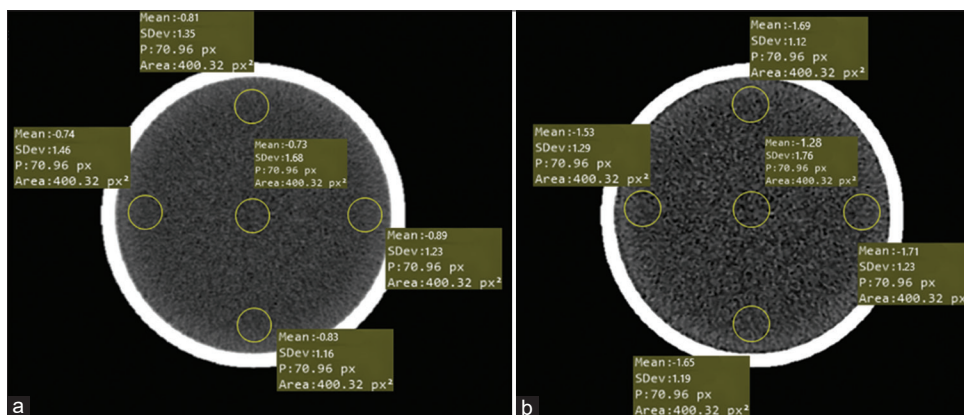 Mean:-0.81
SDev:1.35
P:70.96 px
Area:400.32 px²
Mean:-0.74
SDev:1.46
P:70.96 px
Area:400.32 px²
Mean:-0.73
SDev:1.68
P:70.96 px
Area:400.32 px²
Mean:-0.89
SDev:1.23
P:70.96 px
Area:400.32 px²
Mean:-0.83
SDev:1.16
P:70.96 px
Area:400.32 px²
a
Mean:-1.69
SDev:1.12
P:70.96 px
Area:400.32 px²
Mean:-1.53
SDev:1.29
P:70.96 px
Area:400.32 px²
Mean:-1.28
SDev:1.76
P:70.96 px
Area:400.32 px²
Mean:-1.71
SDev:1.23
P:70.96 px
Area:400.32 px²
Mean:-1.65
SDev:1.19
P:70.96 px
Area:400.32 px²
b